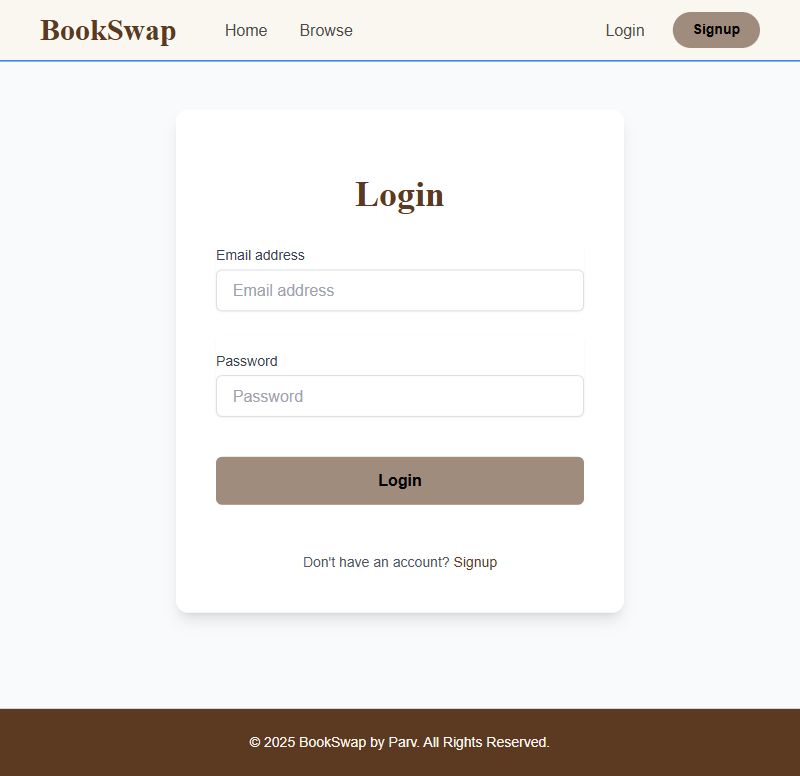 BookSwap Home Browse Login Signup
Login
Email address
Email address
Password
Password
Login
Don't have an account? Signup
© 2025 BookSwap by Parv. All Rights Reserved.